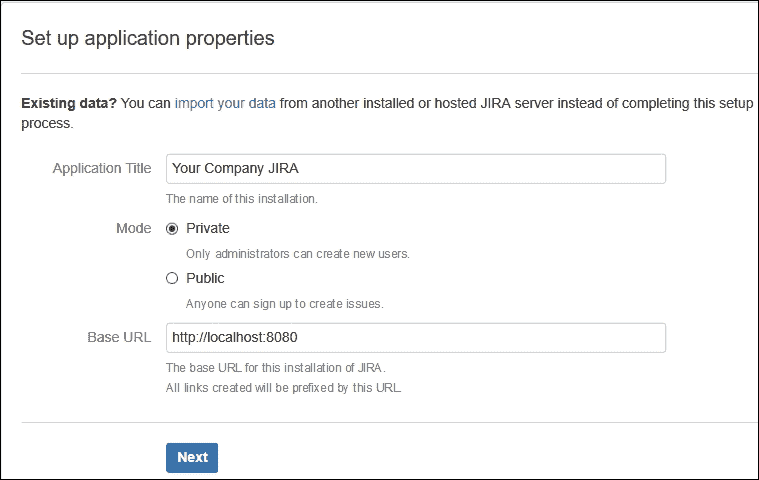 Set up application properties
Existing data? You can import your data from another installed or hosted JIRA server instead of completing this setup
process.
Application Title Your Company JIRA
The name of this installation.
Mode Private
Only administrators can create new users.
Public
Anyone can sign up to create issues.
Base URL http://localhost:8080
The base URL for this installation of JIRA.
All links created will be prefixed by this URL.
Next